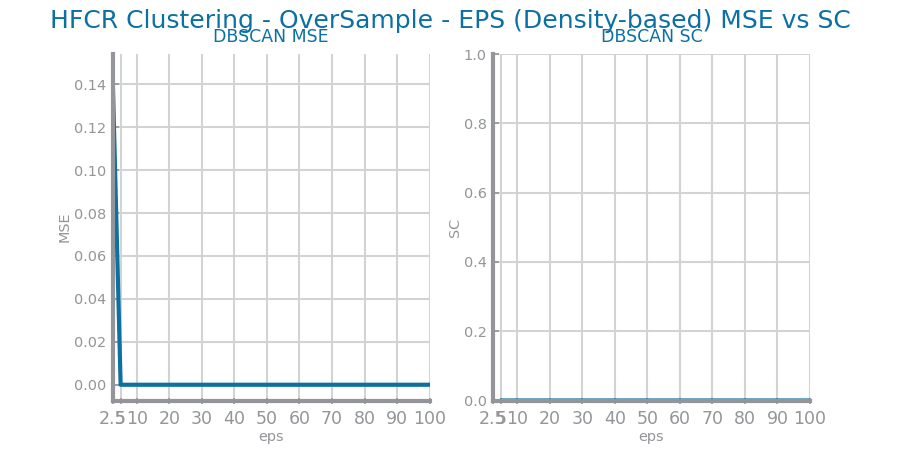 HFCR Clustering - OverSample - EPS (Density-based) MSE vs SC
DBSCAN MSE
DBSCAN SC
0.14
0.12
0.10
0.08
0.06
0.04
0.02
0.00
MSE
2.5 5 10 20 30 40 50 60 70 80 90 100
eps
1.0
0.8
0.6
0.4
0.2
0.0
SC
2.5 5 10 20 30 40 50 60 70 80 90 100
eps